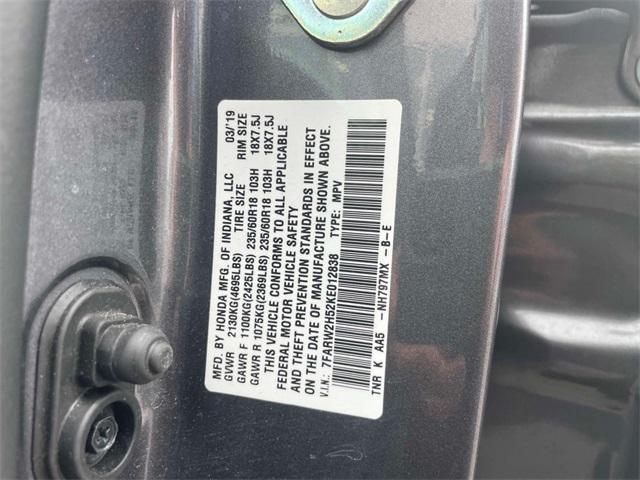 MFD. BY HONDA MFG. OF INDIANA, LLC 03/'19
GVWR 2130KG(4695LBS) TIRE SIZE RIM SIZE
GAWR F 1100KG(2425LBS) 235/60R18 103H 18X7.5J
GAWR R 1075KG(2369LBS) 235/60R18 103H 18X7.5J
THIS VEHICLE CONFORMS TO ALL APPLICABLE
FEDERAL MOTOR VEHICLE SAFETY
AND THEFT PREVENTION STANDARDS IN EFFECT
ON THE DATE OF MANUFACTURE SHOWN ABOVE.
V.I.N.: 7FARW2H52KE012838 TYPE: MPV
TNR K AA5 -NH797MX -B-E